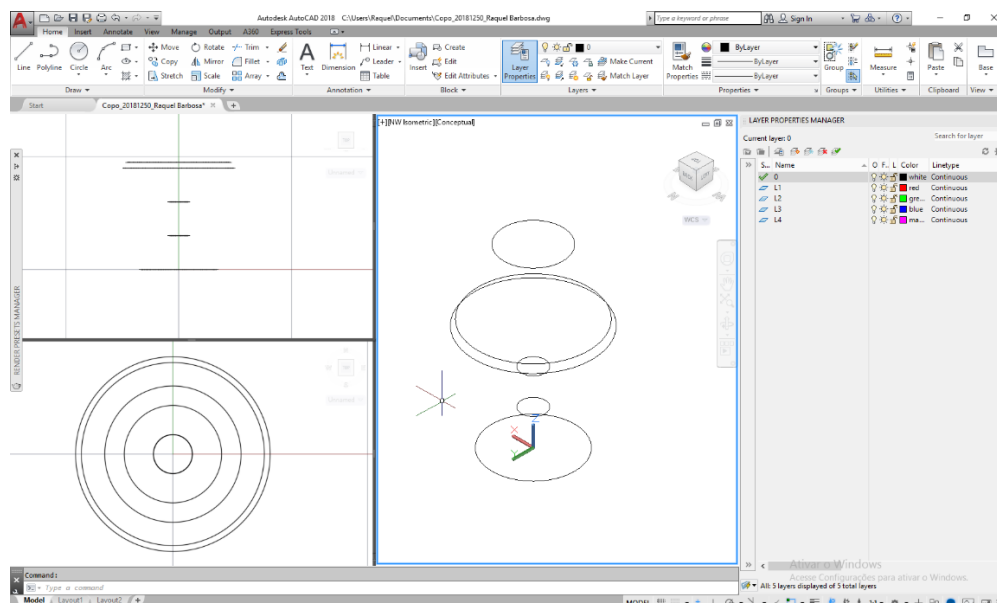 Autodesk AutoCAD 2018 C:\Users\Raquel\Documents\Copo_20181250_Raquel Barbosa.dwg
Type a keyword or phrase
Sign In
Home Insert Annotate View Manage Output A360 Express Tools
Line Polyline Circle Arc
Move Rotate Trim
Copy Mirror Fillet
Stretch Scale Array
Text Dimension
Linear
Leader
Table
Insert
Create
Edit
Edit Attributes
Layer Properties
0
Make Current
Match Layer
Match Properties
ByLayer
ByLayer
ByLayer
Group
Measure
Paste
Base
Draw Modify Annotation Block Layers Properties Groups Utilities Clipboard View
Start Copo_20181250_Raquel Barbosa*
[+][NW Isometric][Conceptual]
WCS
X
Y
Z
RENDER PRESETS MANAGER
LAYER PROPERTIES MANAGER
Current layer: 0
Search for layer
S... Name O F.. L Color Linetype
0 white Continuous
L1 red Continuous
L2 gre... Continuous
L3 blue Continuous
L4 ma... Continuous
Ativar o Windows
Acesse Configurações para ativar o Windows.
All: 5 layers displayed of 5 total layers
Command:
Type a command
Model Layout1 Layout2 +
MODEL